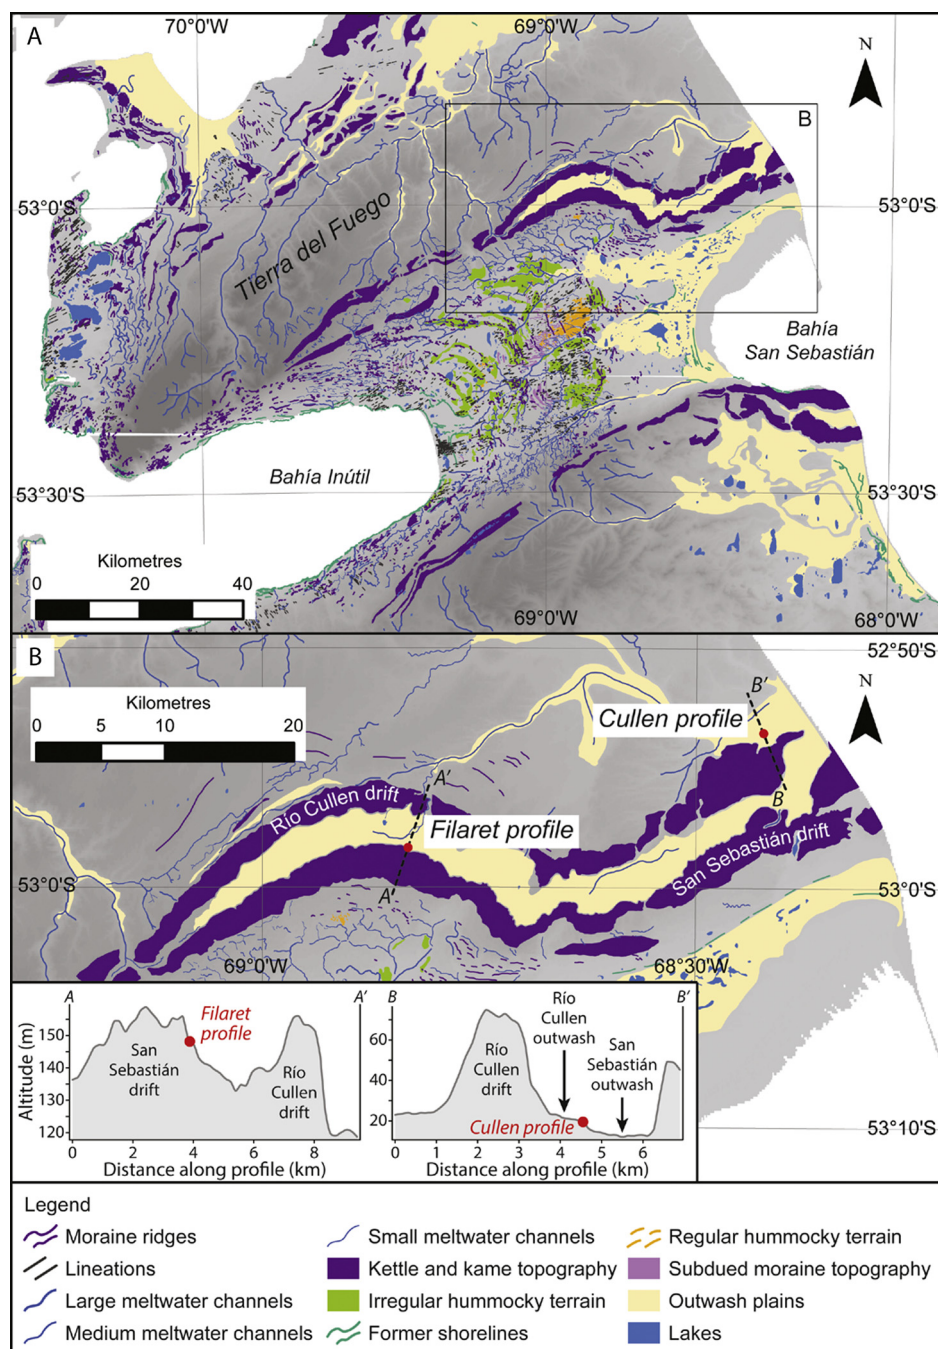 A
70°0'W
69°0'W
N
B
53°0'S
53°0'S
Tierra del Fuego
Bahía
San Sebastián
Bahía Inútil
53°30'S
53°30'S
Kilometres
0 20 40
69°0'W
68°0'W
B
52°50'S
Kilometres
0 5 10 20
N
B'
Cullen profile
A'
Río Cullen drift
Filaret profile
B
San Sebastián drift
A
53°0'S
53°0'S
69°0'W
68°30'W
A A' B B'
Altitude (m)
150
140
130
120
Filaret
profile
San
Sebastián
drift
Río
Cullen
drift
0 2 4 6 8
Distance along profile (km)
60
40
20
Río
Cullen
outwash
San
Sebastián
outwash
Río
Cullen
drift
Cullen profile
0 1 2 3 4 5 6
Distance along profile (km)
53°10'S
Legend
Moraine ridges
Small meltwater channels
Regular hummocky terrain
Lineations
Kettle and kame topography
Subdued moraine topography
Large meltwater channels
Irregular hummocky terrain
Outwash plains
Medium meltwater channels
Former shorelines
Lakes